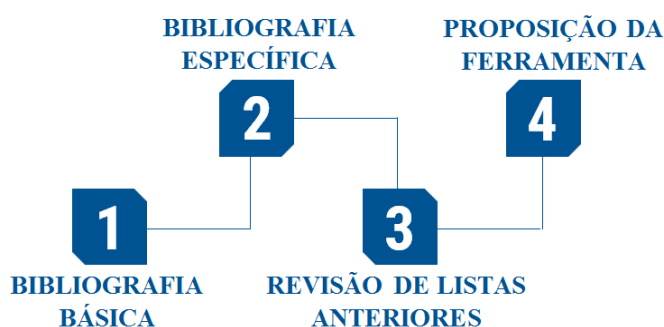 1
BIBLIOGRAFIA
BÁSICA
BIBLIOGRAFIA
ESPECÍFICA
2
3
REVISÃO DE LISTAS
ANTERIORES
PROPOSIÇÃO DA
FERRAMENTA
4